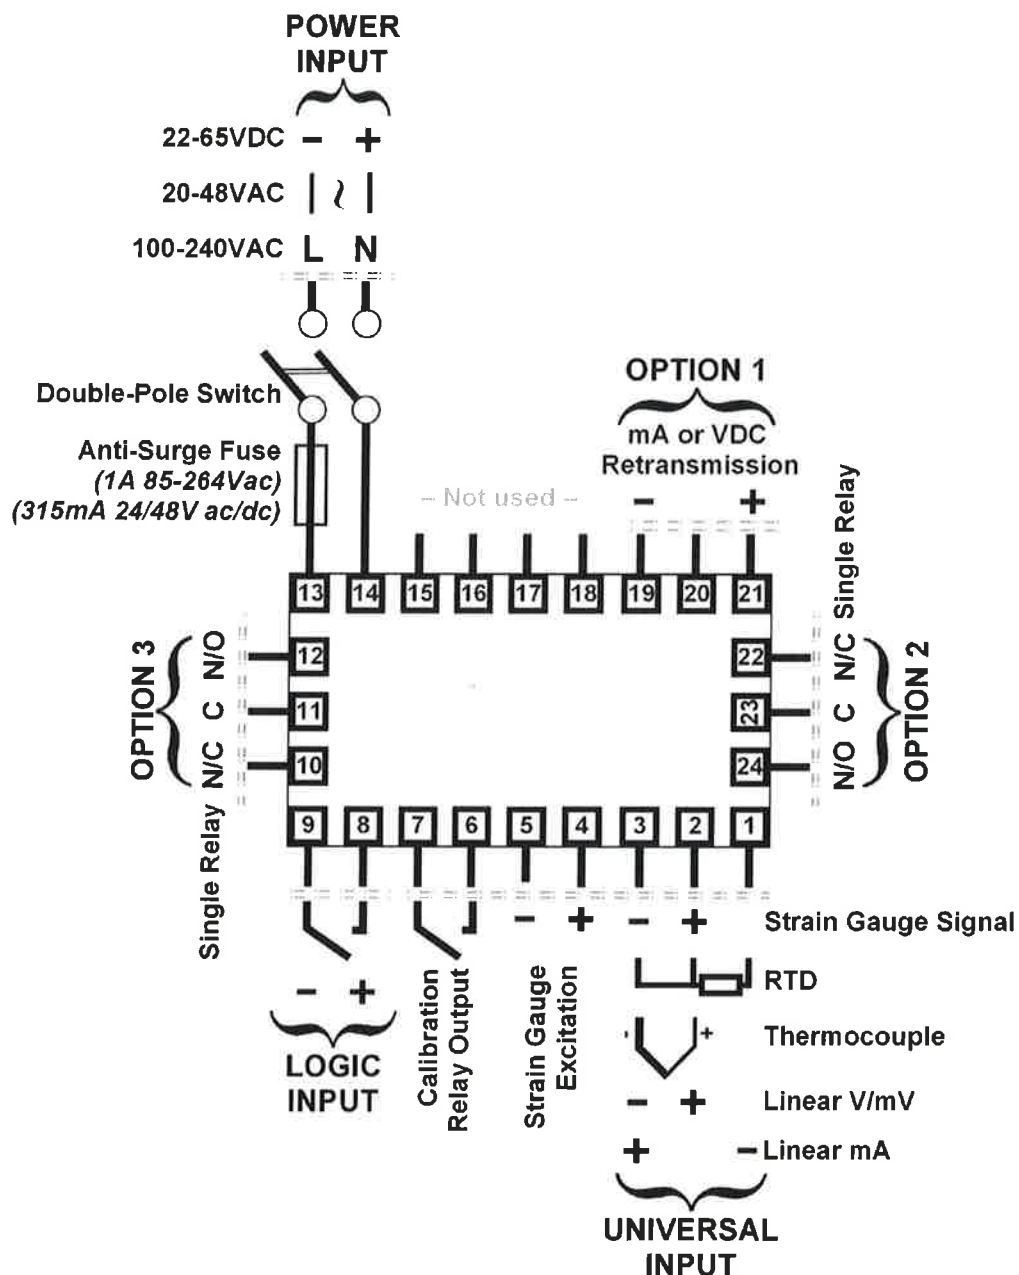 POWER
INPUT
22-65VDC − +
20-48VAC | ~ |
100-240VAC L N
Double-Pole Switch
Anti-Surge Fuse
(1A 85-264Vac)
(315mA 24/48V ac/dc)
OPTION 1
mA or VDC
Retransmission
– Not used –
− +
13 14 15 16 17 18 19 20 21
Single Relay
OPTION 3
N/O
C
N/C
12
11
10
22
23
24
N/C
C
N/O
OPTION 2
Single Relay
9 8 7 6 5 4 3 2 1
− + − + Strain Gauge Signal
RTD
− +
LOGIC
INPUT
Calibration
Relay Output
Strain Gauge
Excitation
- + Thermocouple
− + Linear V/mV
+ − Linear mA
UNIVERSAL
INPUT